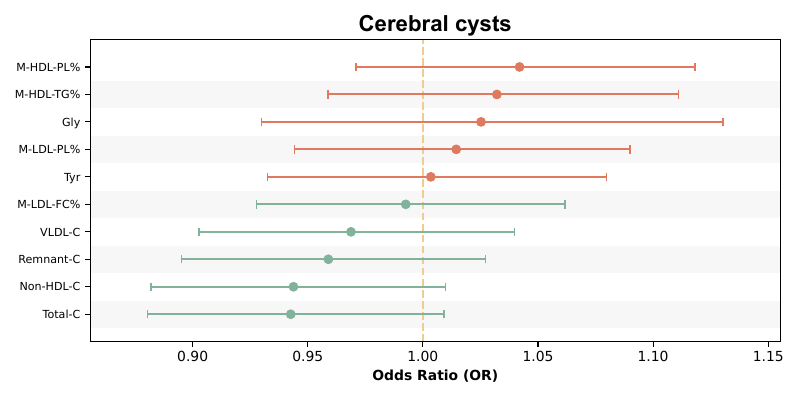 Cerebral cysts
M-HDL-PL%
M-HDL-TG%
Gly
M-LDL-PL%
Tyr
M-LDL-FC%
VLDL-C
Remnant-C
Non-HDL-C
Total-C
0.90 0.95 1.00 1.05 1.10 1.15
Odds Ratio (OR)